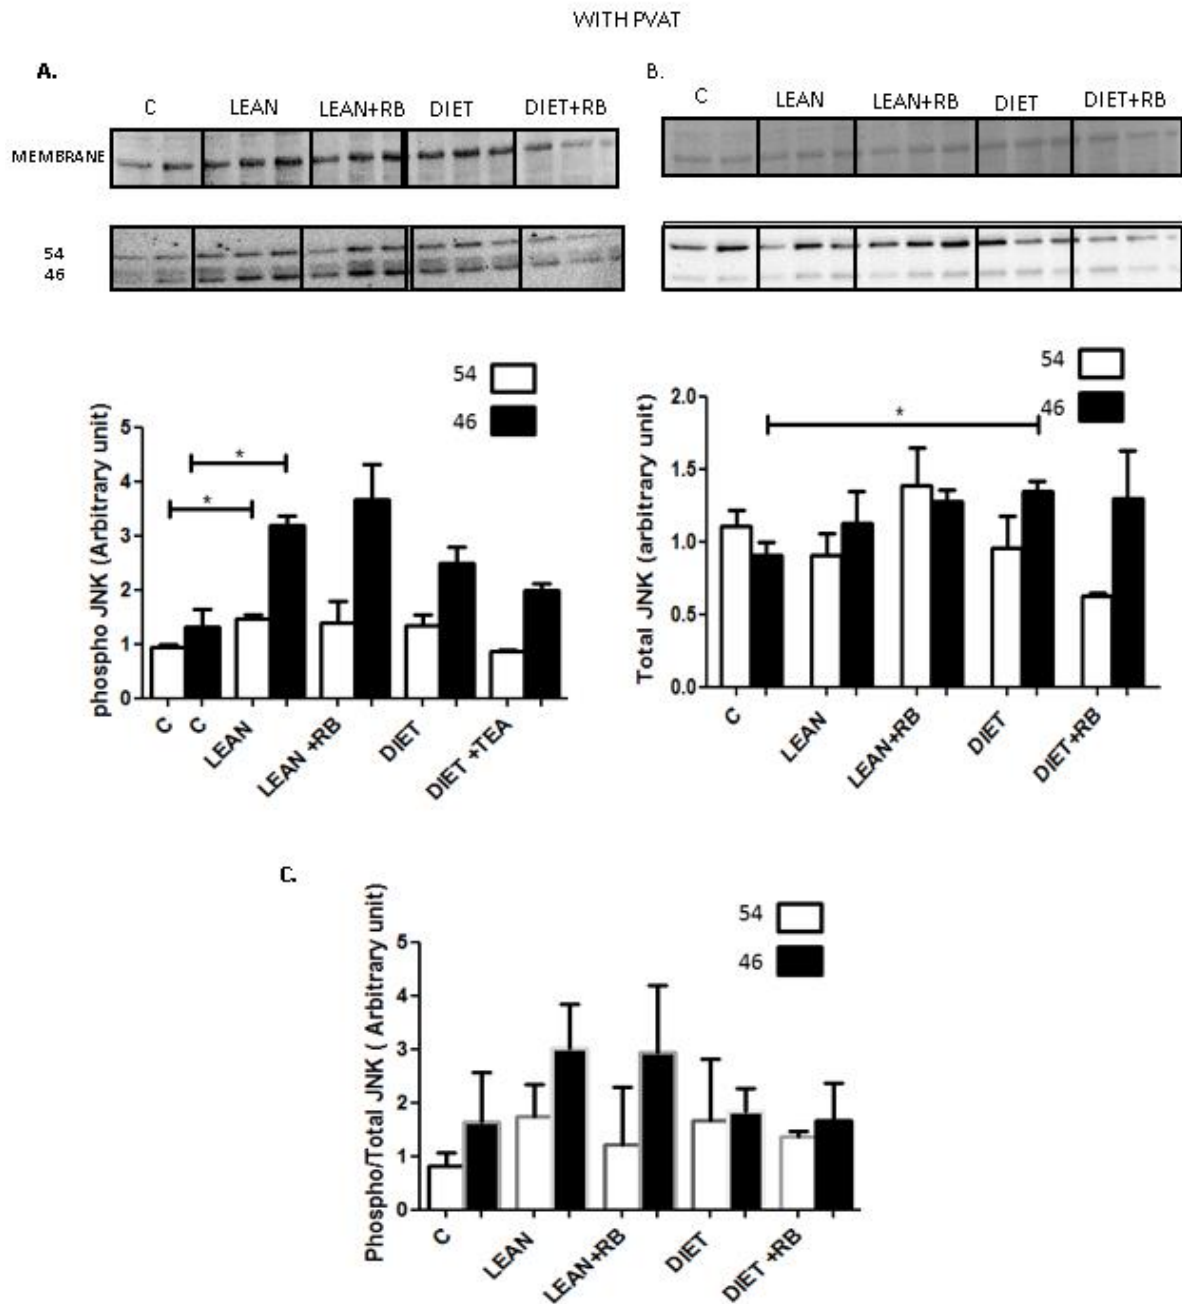 WITH PVAT
A.
C LEAN LEAN+RB DIET DIET+RB
MEMBRANE
54
46
B.
C LEAN LEAN+RB DIET DIET+RB
54
46
phospho JNK (Arbitrary unit)
5
4
3
2
1
0
*
*
C C LEAN LEAN +RB DIET DIET +TEA
54
46
Total JNK (arbitrary unit)
2.0
1.5
1.0
0.5
0.0
*
C LEAN LEAN+RB DIET DIET+RB
C.
54
46
Phospho/Total JNK ( Arbitrary unit)
5
4
3
2
1
0
C LEAN LEAN+RB DIET DIET +RB